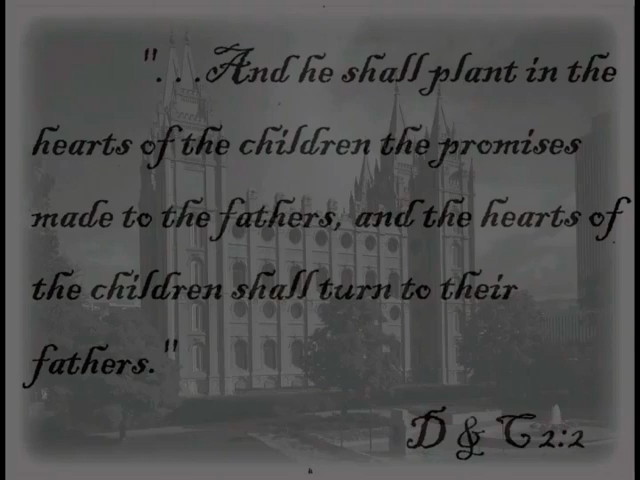 ". . .And he shall plant in the
hearts of the children the promises
made to the fathers, and the hearts of
the children shall turn to their
fathers."
D & C 2:2